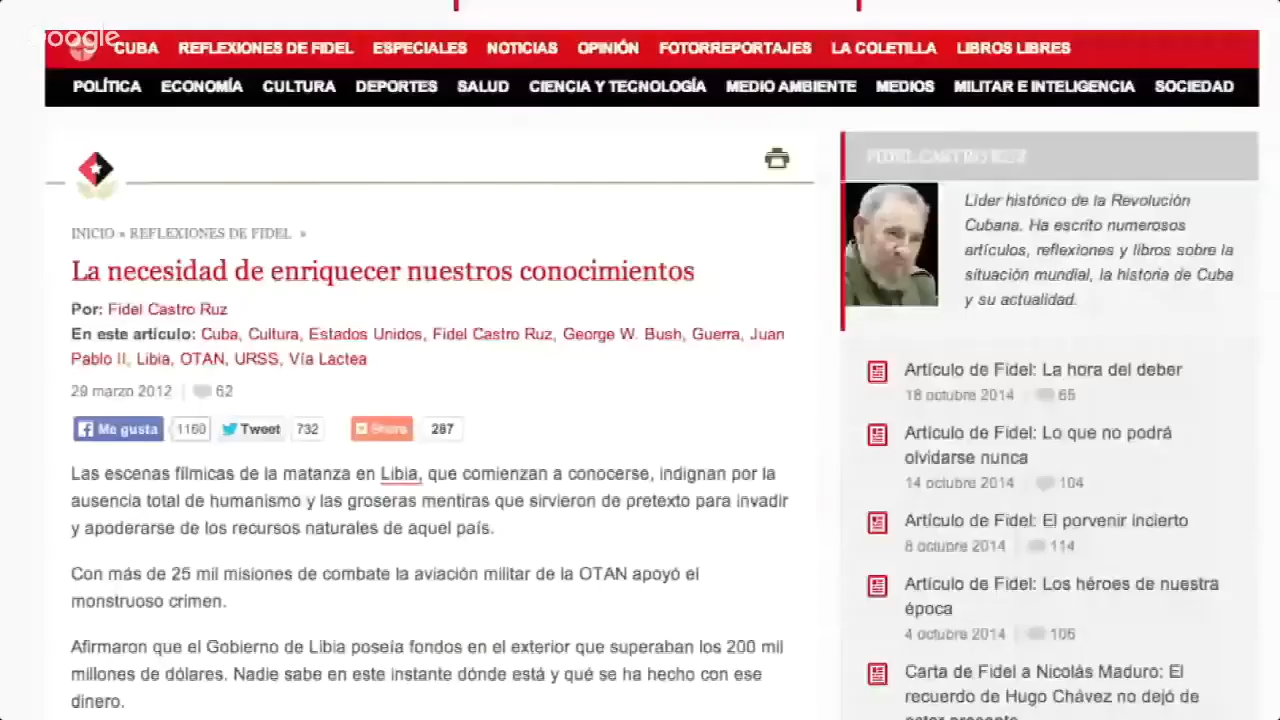 Google
CUBA REFLEXIONES DE FIDEL ESPECIALES NOTICIAS OPINIÓN FOTORREPORTAJES LA COLETILLA LIBROS LIBRES
POLÍTICA ECONOMÍA CULTURA DEPORTES SALUD CIENCIA Y TECNOLOGÍA MEDIO AMBIENTE MEDIOS MILITAR E INTELIGENCIA SOCIEDAD
INICIO » REFLEXIONES DE FIDEL »
La necesidad de enriquecer nuestros conocimientos
Por: Fidel Castro Ruz
En este artículo: Cuba, Cultura, Estados Unidos, Fidel Castro Ruz, George W. Bush, Guerra, Juan
Pablo II, Libia, OTAN, URSS, Vía Lactea
29 marzo 2012 | 62
Me gusta 1160 Tweet 732 Share 287
Las escenas fílmicas de la matanza en Libia, que comienzan a conocerse, indignan por la
ausencia total de humanismo y las groseras mentiras que sirvieron de pretexto para invadir
y apoderarse de los recursos naturales de aquel país.
Con más de 25 mil misiones de combate la aviación militar de la OTAN apoyó el
monstruoso crimen.
Afirmaron que el Gobierno de Libia poseía fondos en el exterior que superaban los 200 mil
millones de dólares. Nadie sabe en este instante dónde está y qué se ha hecho con ese
dinero.
FIDEL CASTRO RUZ
Líder histórico de la Revolución
Cubana. Ha escrito numerosos
artículos, reflexiones y libros sobre la
situación mundial, la historia de Cuba
y su actualidad.
Artículo de Fidel: La hora del deber
18 octubre 2014 | 65
Artículo de Fidel: Lo que no podrá
olvidarse nunca
14 octubre 2014 | 104
Artículo de Fidel: El porvenir incierto
8 octubre 2014 | 114
Artículo de Fidel: Los héroes de nuestra
época
4 octubre 2014 | 106
Carta de Fidel a Nicolás Maduro: El
recuerdo de Hugo Chávez no dejó de
estar presente